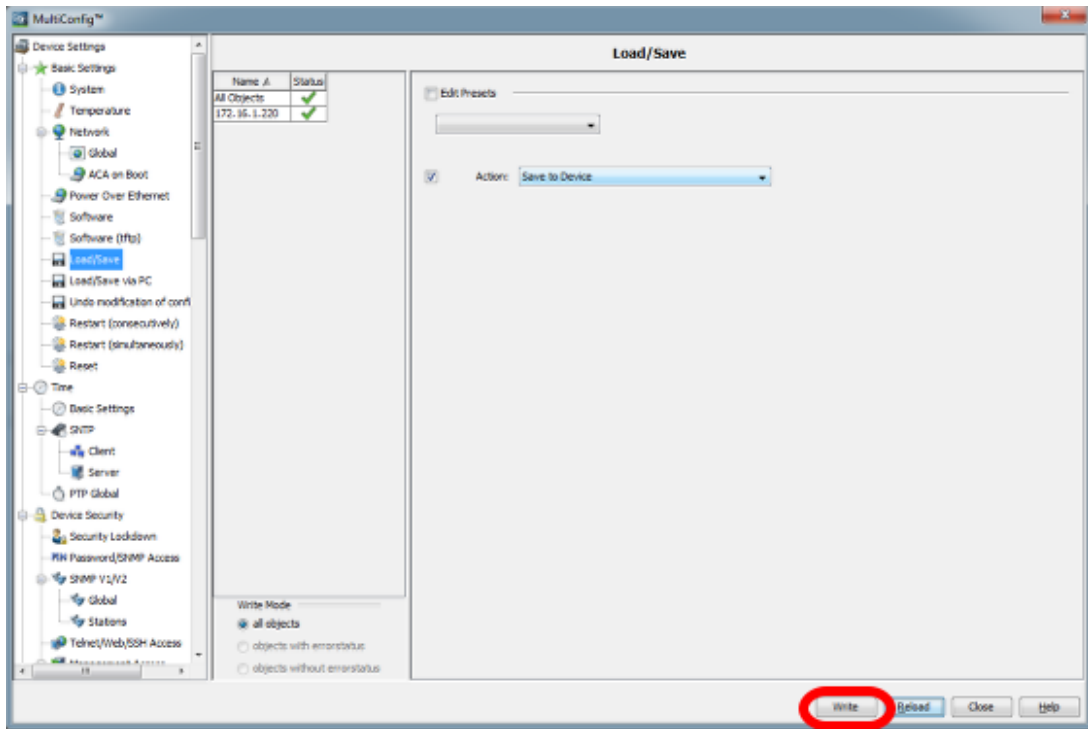 MultiConfig™
Device Settings
Basic Settings
System
Temperature
Network
Global
ACA on Boot
Power Over Ethernet
Software
Software (tftp)
Load/Save
Load/Save via PC
Undo modification of confi
Restart (consecutively)
Restart (simultaneously)
Reset
Time
Basic Settings
SNTP
Client
Server
PTP Global
Device Security
Security Lockdown
Password/SNMP Access
SNMP V1/V2
Global
Stations
Telnet/Web/SSH Access
Name Status
All Objects
172.16.1.220
Write Mode
all objects
objects with errorstatus
objects without errorstatus
Load/Save
Edit Presets
Action: Save to Device
Write Reload Close Help